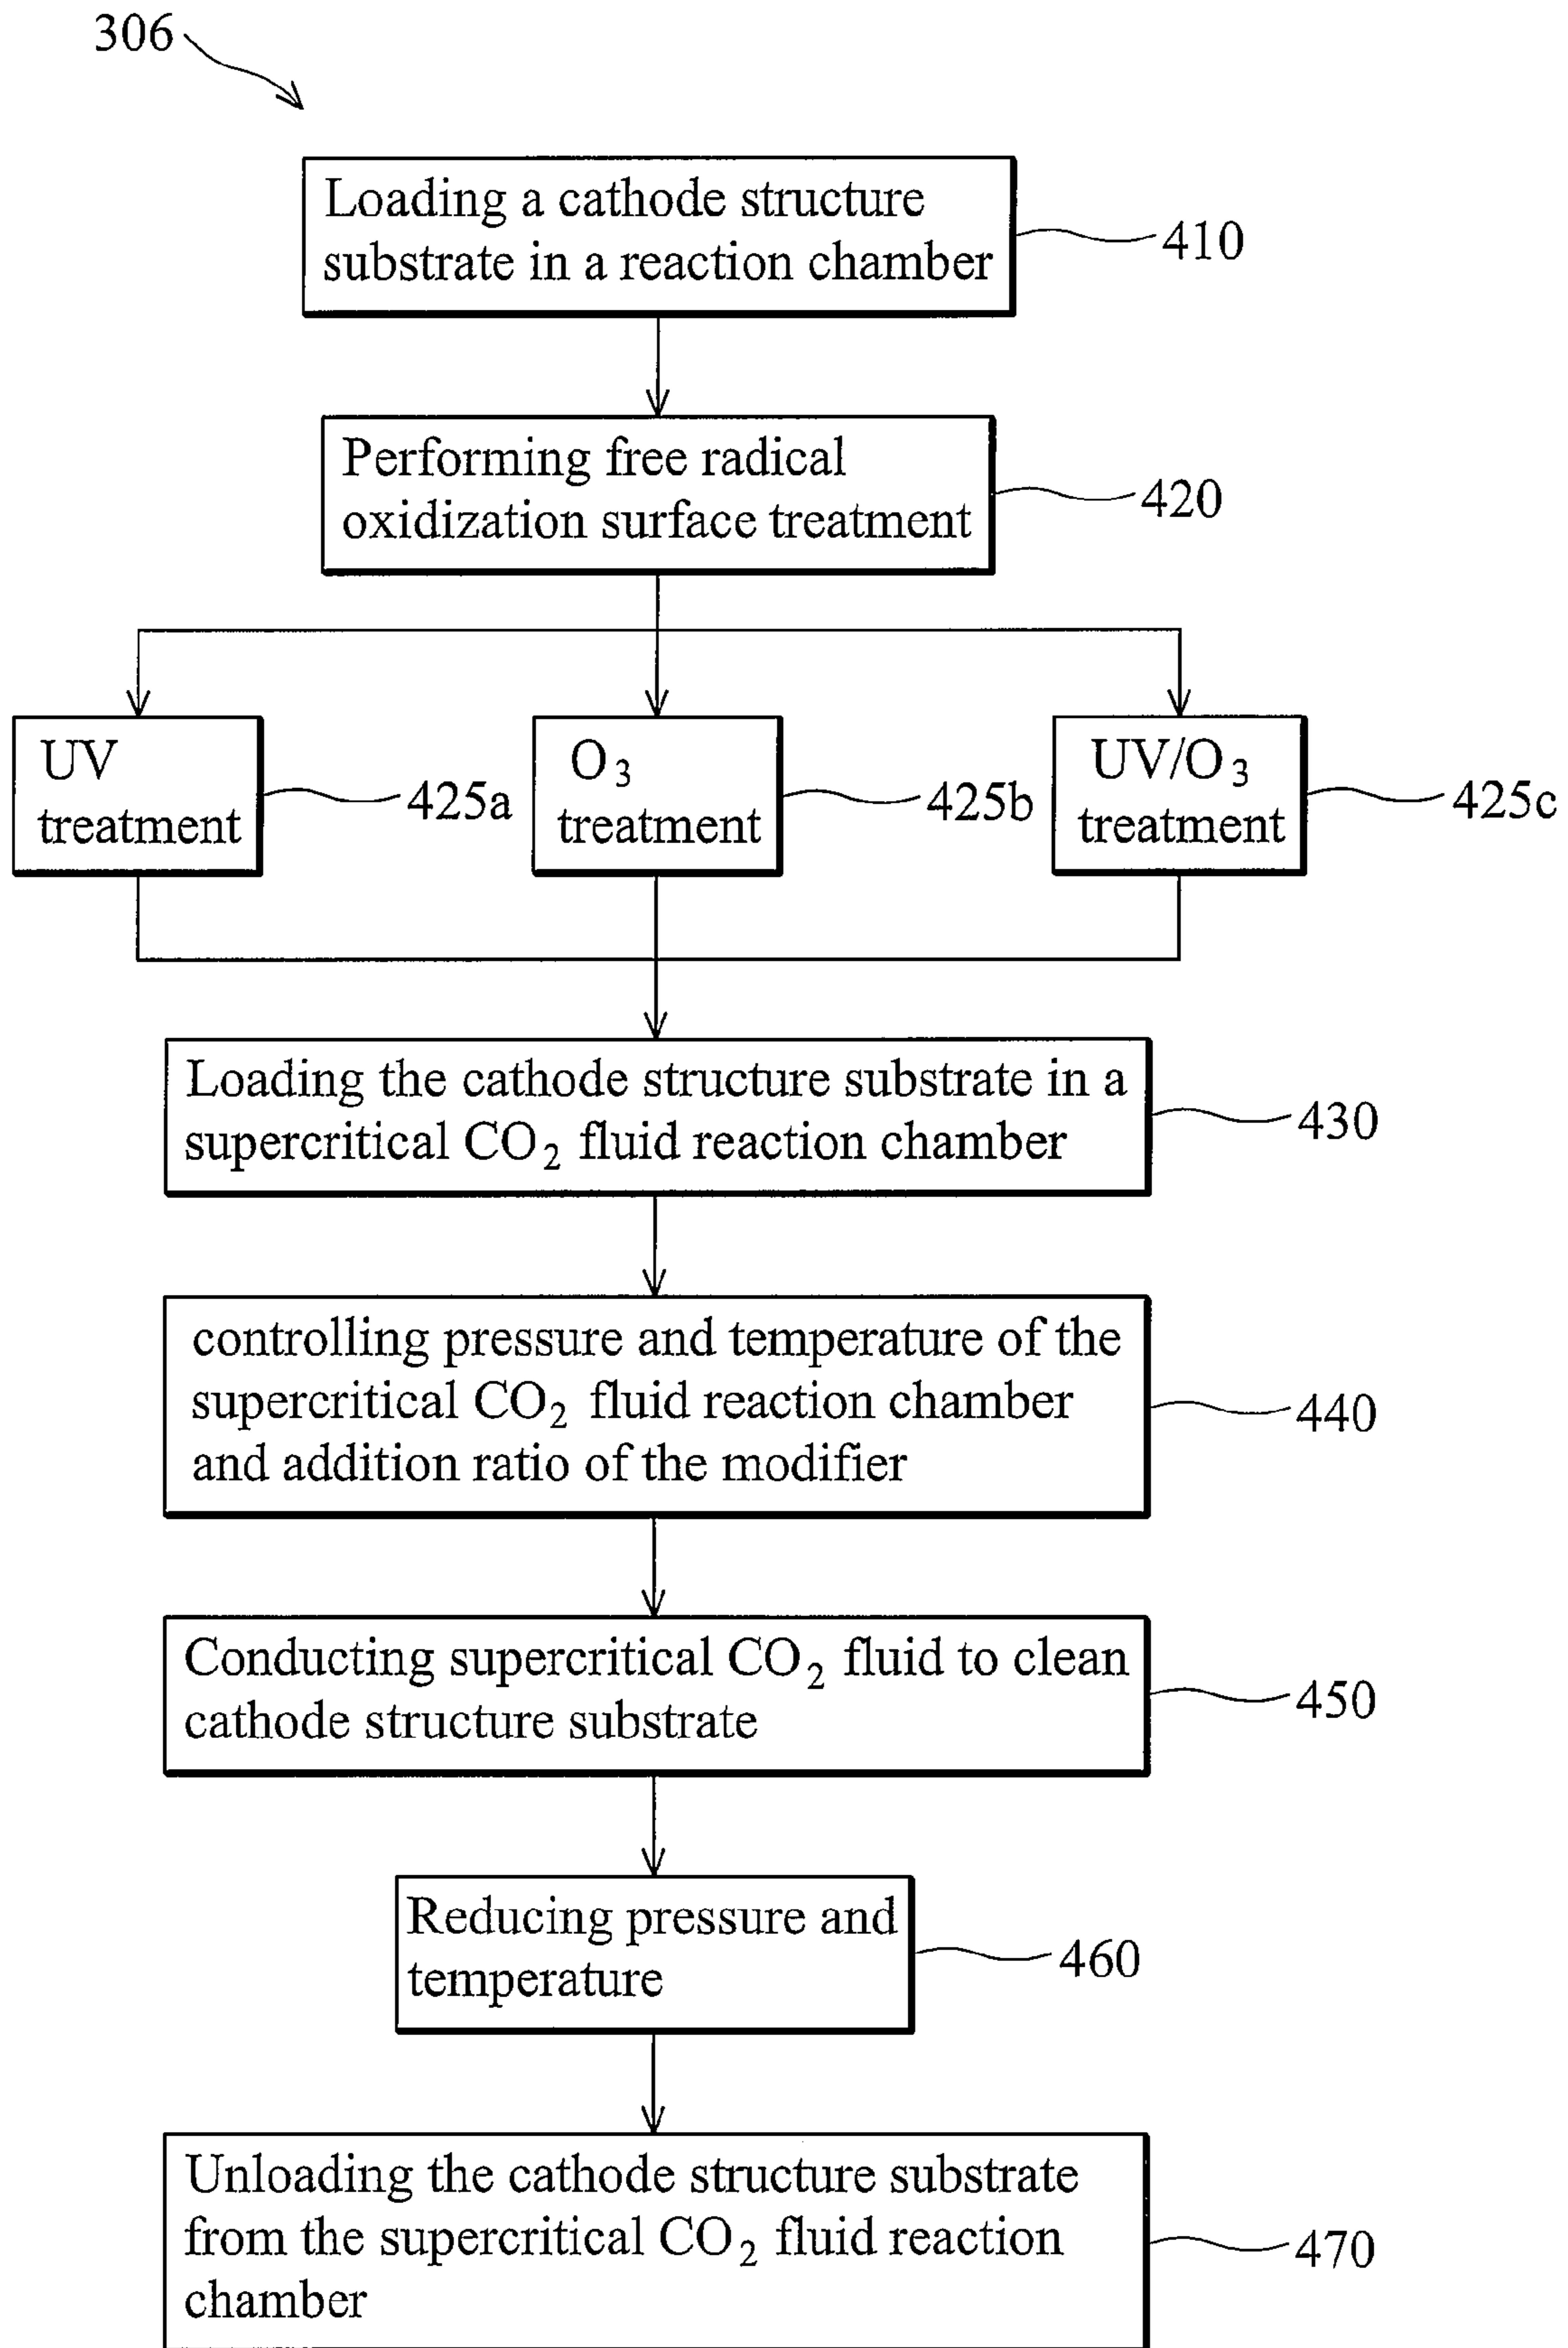 306
Loading a cathode structure
substrate in a reaction chamber
410
Performing free radical
oxidization surface treatment
420
UV
treatment
425a
O₃
treatment
425b
UV/O₃
treatment
425c
Loading the cathode structure substrate in a
supercritical CO₂ fluid reaction chamber
430
controlling pressure and temperature of the
supercritical CO₂ fluid reaction chamber
and addition ratio of the modifier
440
Conducting supercritical CO₂ fluid to clean
cathode structure substrate
450
Reducing pressure and
temperature
460
Unloading the cathode structure substrate
from the supercritical CO₂ fluid reaction
chamber
470